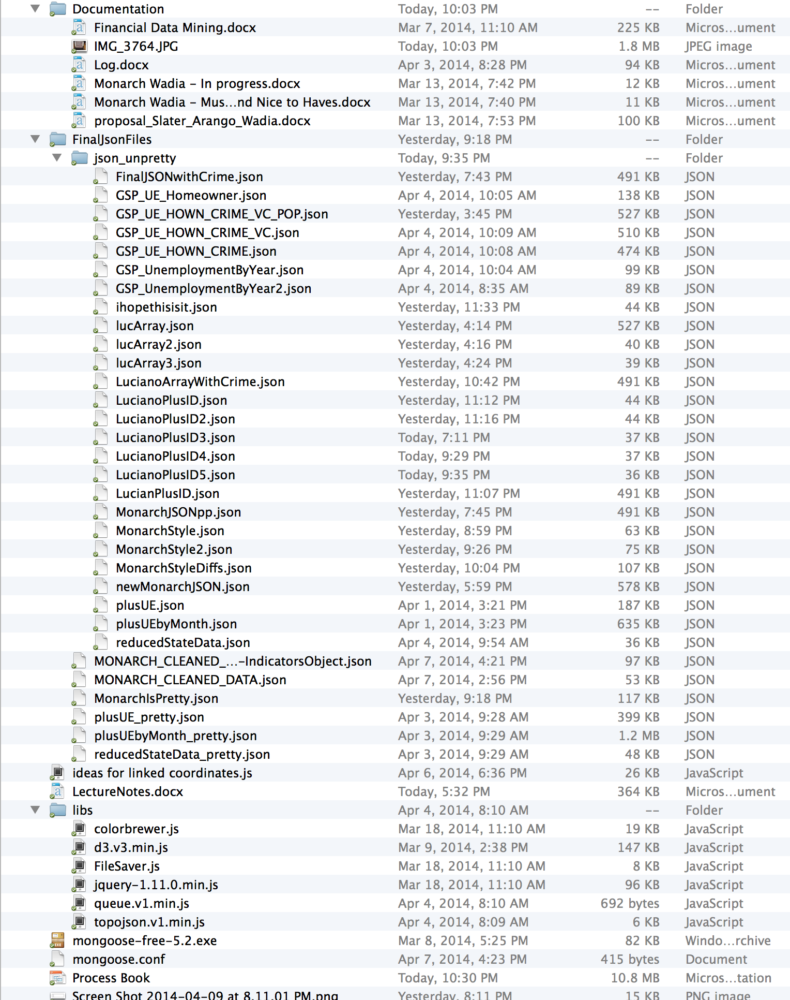 Documentation Today, 10:03 PM -- Folder
Financial Data Mining.docx Mar 7, 2014, 11:10 AM 225 KB Micros...ument
IMG_3764.JPG Today, 10:03 PM 1.8 MB JPEG image
Log.docx Apr 3, 2014, 8:28 PM 94 KB Micros...ument
Monarch Wadia – In progress.docx Mar 13, 2014, 7:42 PM 12 KB Micros...ument
Monarch Wadia – Mus...nd Nice to Haves.docx Mar 13, 2014, 7:40 PM 11 KB Micros...ument
proposal_Slater_Arango_Wadia.docx Mar 13, 2014, 7:53 PM 100 KB Micros...ument
FinalJsonFiles Yesterday, 9:18 PM -- Folder
json_unpretty Today, 9:35 PM -- Folder
FinalJSONwithCrime.json Yesterday, 7:43 PM 491 KB JSON
GSP_UE_Homeowner.json Apr 4, 2014, 10:05 AM 138 KB JSON
GSP_UE_HOWN_CRIME_VC_POP.json Yesterday, 3:45 PM 527 KB JSON
GSP_UE_HOWN_CRIME_VC.json Apr 4, 2014, 10:09 AM 510 KB JSON
GSP_UE_HOWN_CRIME.json Apr 4, 2014, 10:08 AM 474 KB JSON
GSP_UnemploymentByYear.json Apr 4, 2014, 10:04 AM 99 KB JSON
GSP_UnemploymentByYear2.json Apr 4, 2014, 8:35 AM 89 KB JSON
ihopethisisit.json Yesterday, 11:33 PM 44 KB JSON
lucArray.json Yesterday, 4:14 PM 527 KB JSON
lucArray2.json Yesterday, 4:16 PM 40 KB JSON
lucArray3.json Yesterday, 4:24 PM 39 KB JSON
LucianoArrayWithCrime.json Yesterday, 10:42 PM 491 KB JSON
LucianoPlusID.json Yesterday, 11:12 PM 44 KB JSON
LucianoPlusID2.json Yesterday, 11:16 PM 44 KB JSON
LucianoPlusID3.json Today, 7:11 PM 37 KB JSON
LucianoPlusID4.json Today, 9:29 PM 37 KB JSON
LucianoPlusID5.json Today, 9:35 PM 36 KB JSON
LucianPlusID.json Yesterday, 11:07 PM 491 KB JSON
MonarchJSONpp.json Yesterday, 7:45 PM 491 KB JSON
MonarchStyle.json Yesterday, 8:59 PM 63 KB JSON
MonarchStyle2.json Yesterday, 9:26 PM 75 KB JSON
MonarchStyleDiffs.json Yesterday, 10:04 PM 107 KB JSON
newMonarchJSON.json Yesterday, 5:59 PM 578 KB JSON
plusUE.json Apr 1, 2014, 3:21 PM 187 KB JSON
plusUEbyMonth.json Apr 1, 2014, 3:23 PM 635 KB JSON
reducedStateData.json Apr 4, 2014, 9:54 AM 36 KB JSON
MONARCH_CLEANED_...-IndicatorsObject.json Apr 7, 2014, 4:21 PM 97 KB JSON
MONARCH_CLEANED_DATA.json Apr 7, 2014, 2:56 PM 53 KB JSON
MonarchIsPretty.json Yesterday, 9:18 PM 117 KB JSON
plusUE_pretty.json Apr 3, 2014, 9:28 AM 399 KB JSON
plusUEbyMonth_pretty.json Apr 3, 2014, 9:29 AM 1.2 MB JSON
reducedStateData_pretty.json Apr 3, 2014, 9:29 AM 48 KB JSON
ideas for linked coordinates.js Apr 6, 2014, 6:36 PM 26 KB JavaScript
LectureNotes.docx Today, 5:32 PM 364 KB Micros...ument
libs Apr 4, 2014, 8:10 AM -- Folder
colorbrewer.js Mar 18, 2014, 11:10 AM 19 KB JavaScript
d3.v3.min.js Mar 9, 2014, 2:38 PM 147 KB JavaScript
FileSaver.js Mar 18, 2014, 11:10 AM 8 KB JavaScript
jquery-1.11.0.min.js Mar 18, 2014, 11:10 AM 96 KB JavaScript
queue.v1.min.js Apr 4, 2014, 8:10 AM 692 bytes JavaScript
topojson.v1.min.js Apr 4, 2014, 8:09 AM 6 KB JavaScript
mongoose-free-5.2.exe Mar 8, 2014, 5:25 PM 82 KB Windo...rchive
mongoose.conf Apr 7, 2014, 4:23 PM 415 bytes Document
Process Book Today, 10:30 PM 10.8 MB Micros...tation
Screen Shot 2014-04-09 at 8.11.01 PM.png Yesterday, 8:11 PM 15 KB PNG image